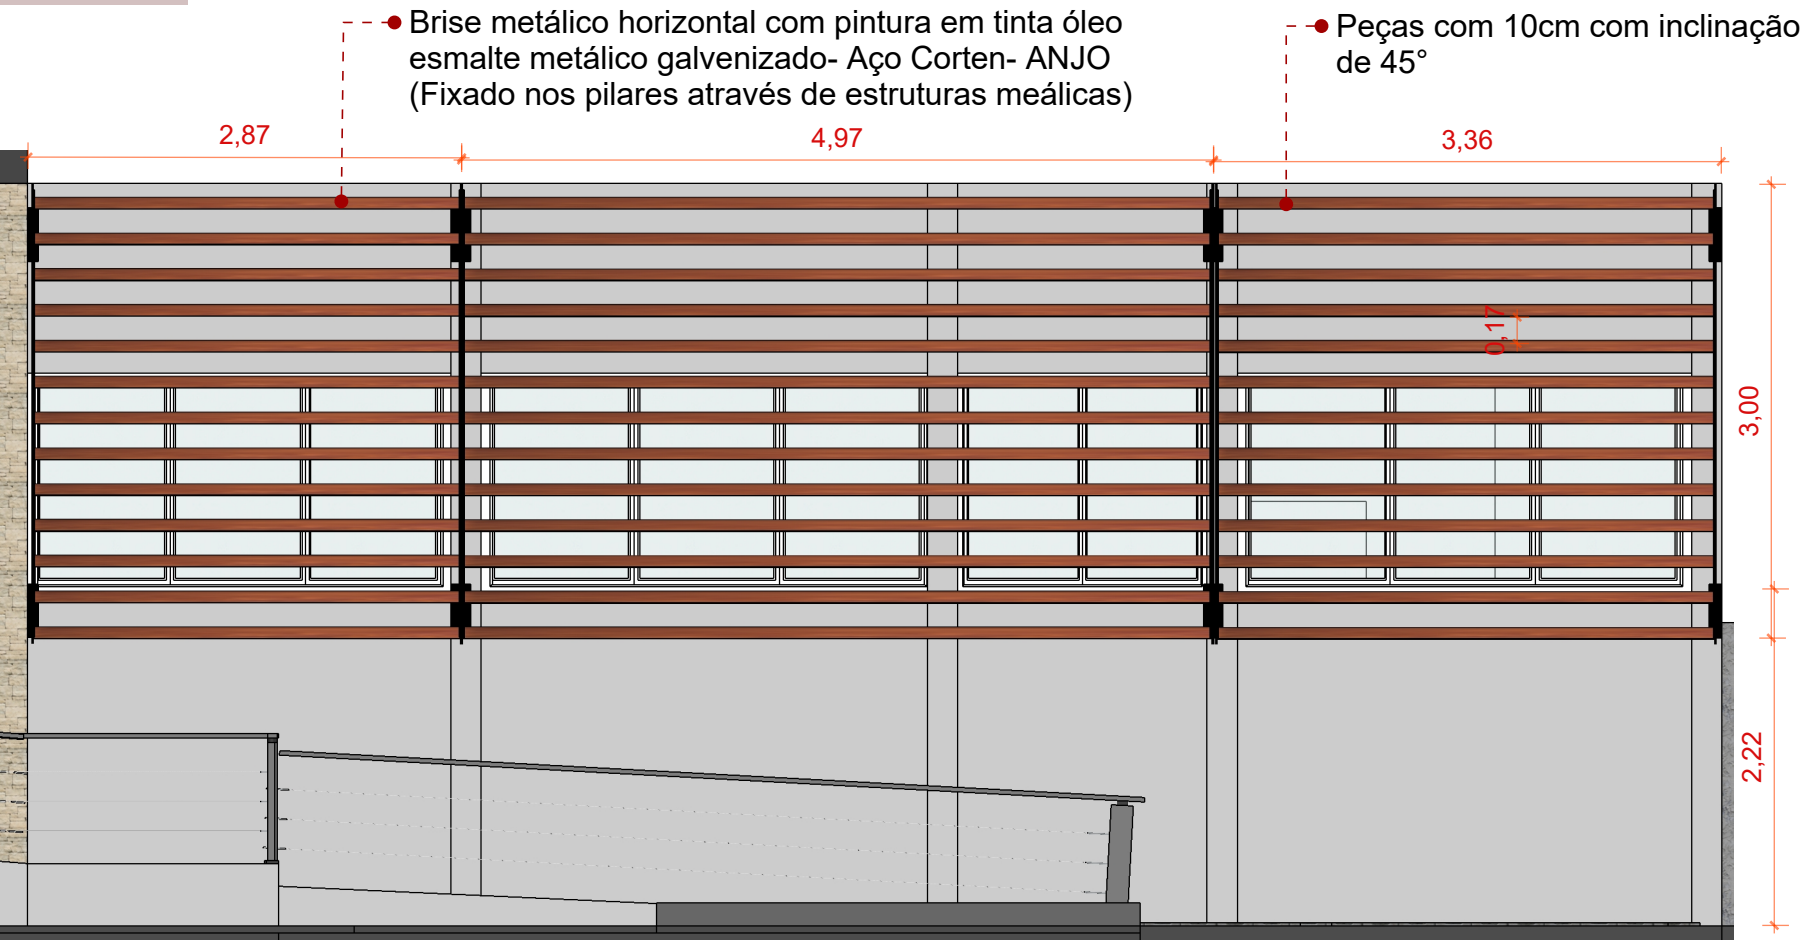 Brise metálico horizontal com pintura em tinta óleo
esmalte metálico galvenizado- Aço Corten- ANJO
(Fixado nos pilares através de estruturas meálicas)
Peças com 10cm com inclinação
de 45°
2,87
4,97
3,36
0,17
3,00
2,22